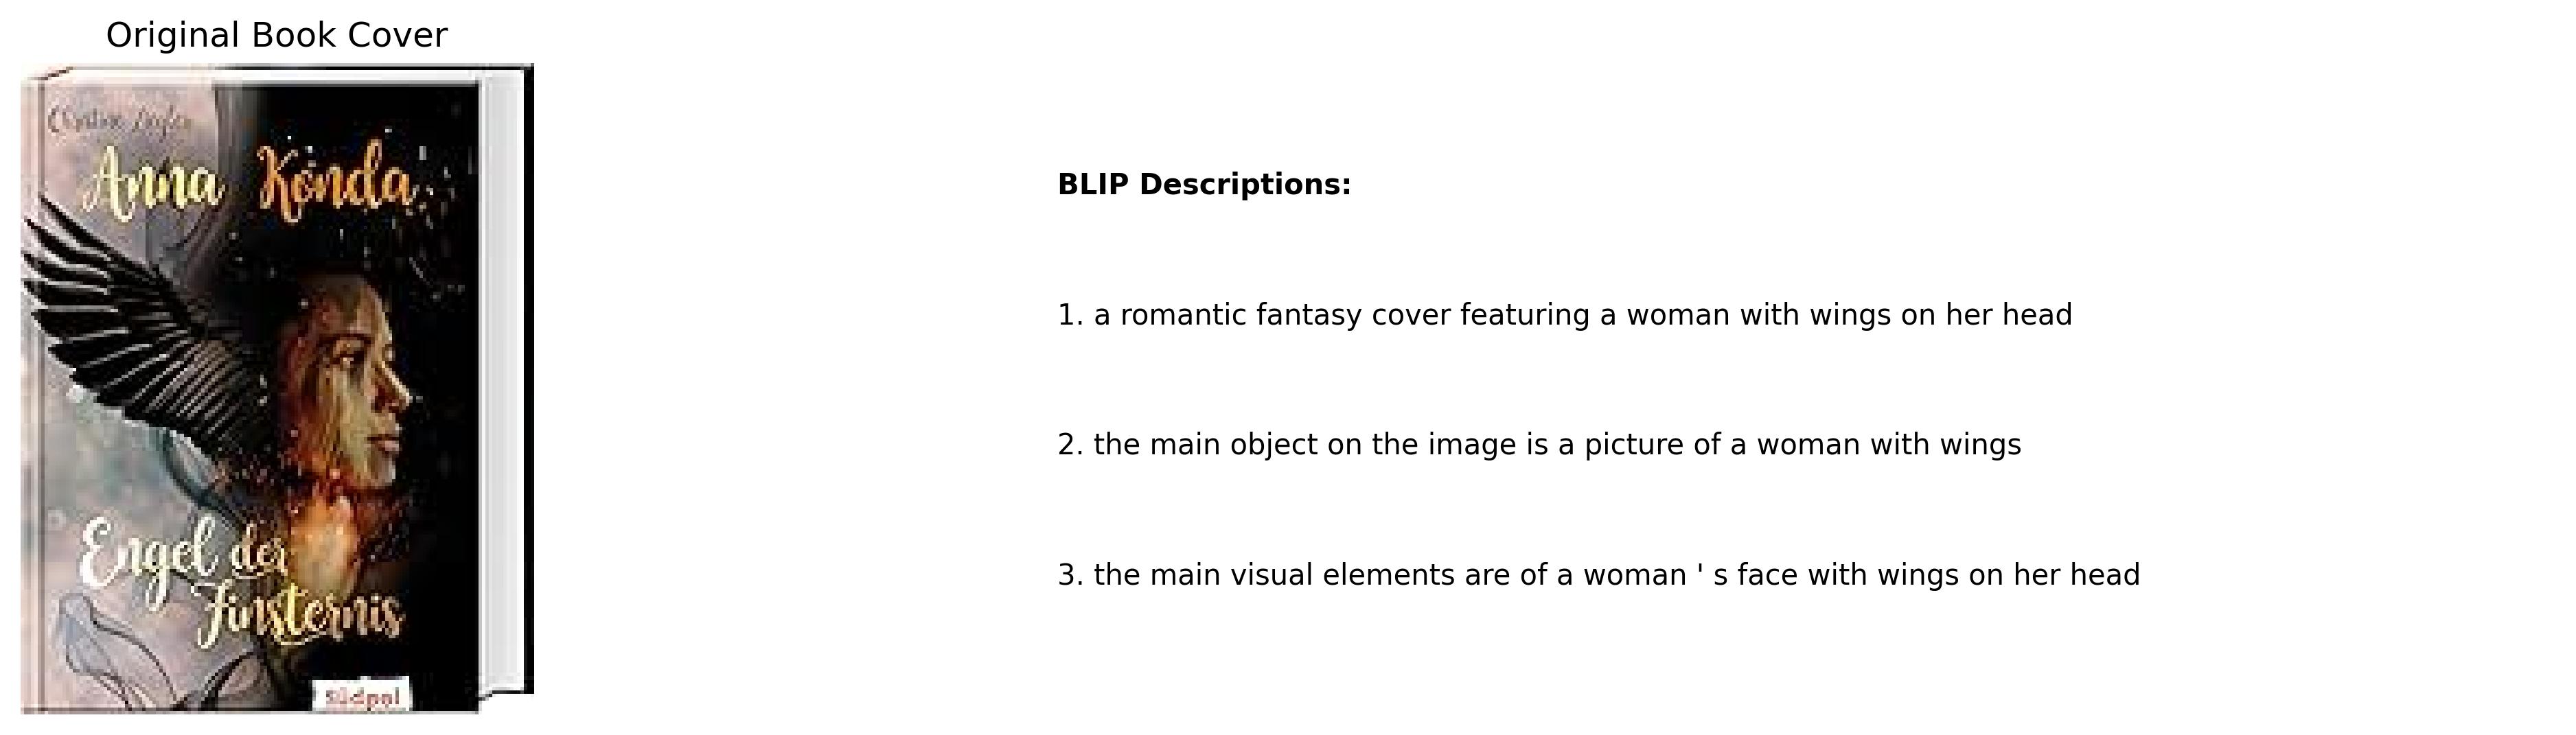 Original Book Cover
Anna Konda
Engel der
Finsternis
Südpol
BLIP Descriptions:
1. a romantic fantasy cover featuring a woman with wings on her head
2. the main object on the image is a picture of a woman with wings
3. the main visual elements are of a woman ' s face with wings on her head